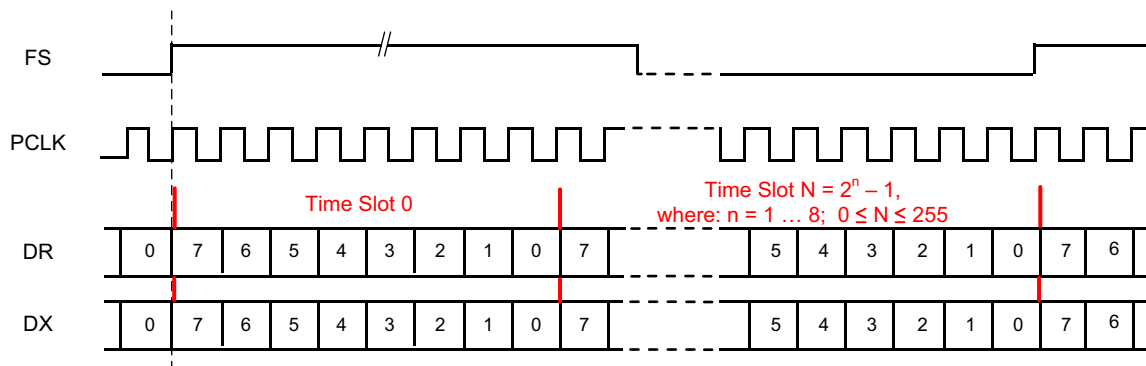 FS
PCLK
Time Slot 0
Time Slot N = 2ⁿ – 1,
where: n = 1 … 8; 0 ≤ N ≤ 255
DR 0 7 6 5 4 3 2 1 0 7 5 4 3 2 1 0 7 6
DX 0 7 6 5 4 3 2 1 0 7 5 4 3 2 1 0 7 6